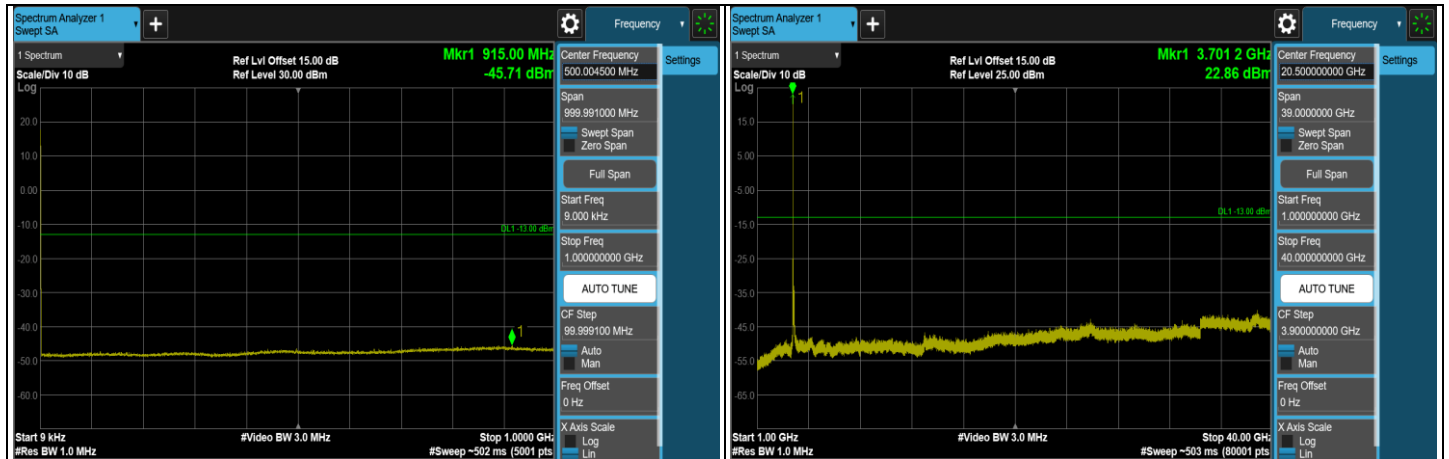 Spectrum Analyzer 1
Swept SA
+
Frequency
1 Spectrum
Scale/Div 10 dB
Log
Ref Lvl Offset 15.00 dB
Ref Level 30.00 dBm
Mkr1 915.00 MHz
-45.71 dBm
1
20.0
10.0
0.00
-10.0
-20.0
-30.0
-40.0
-50.0
-60.0
DL1 -13.00 dBm
Start 9 kHz
#Res BW 1.0 MHz
#Video BW 3.0 MHz
Stop 1.0000 GHz
#Sweep ~502 ms (5001 pts
Center Frequency
500.004500 MHz
Settings
Span
999.991000 MHz
Swept Span
Zero Span
Full Span
Start Freq
9.000 kHz
Stop Freq
1.000000000 GHz
AUTO TUNE
CF Step
99.999100 MHz
Auto
Man
Freq Offset
0 Hz
X Axis Scale
Log
Lin
Spectrum Analyzer 1
Swept SA
+
Frequency
1 Spectrum
Scale/Div 10 dB
Log
Ref Lvl Offset 15.00 dB
Ref Level 25.00 dBm
Mkr1 3.701 2 GHz
22.86 dBm
1
15.0
5.00
-5.00
-15.0
-25.0
-35.0
-45.0
-55.0
-65.0
DL1 -13.00 dBm
Start 1.00 GHz
#Res BW 1.0 MHz
#Video BW 3.0 MHz
Stop 40.00 GHz
#Sweep ~503 ms (80001 pts
Center Frequency
20.500000000 GHz
Settings
Span
39.0000000 GHz
Swept Span
Zero Span
Full Span
Start Freq
1.000000000 GHz
Stop Freq
40.000000000 GHz
AUTO TUNE
CF Step
3.900000000 GHz
Auto
Man
Freq Offset
0 Hz
X Axis Scale
Log
Lin